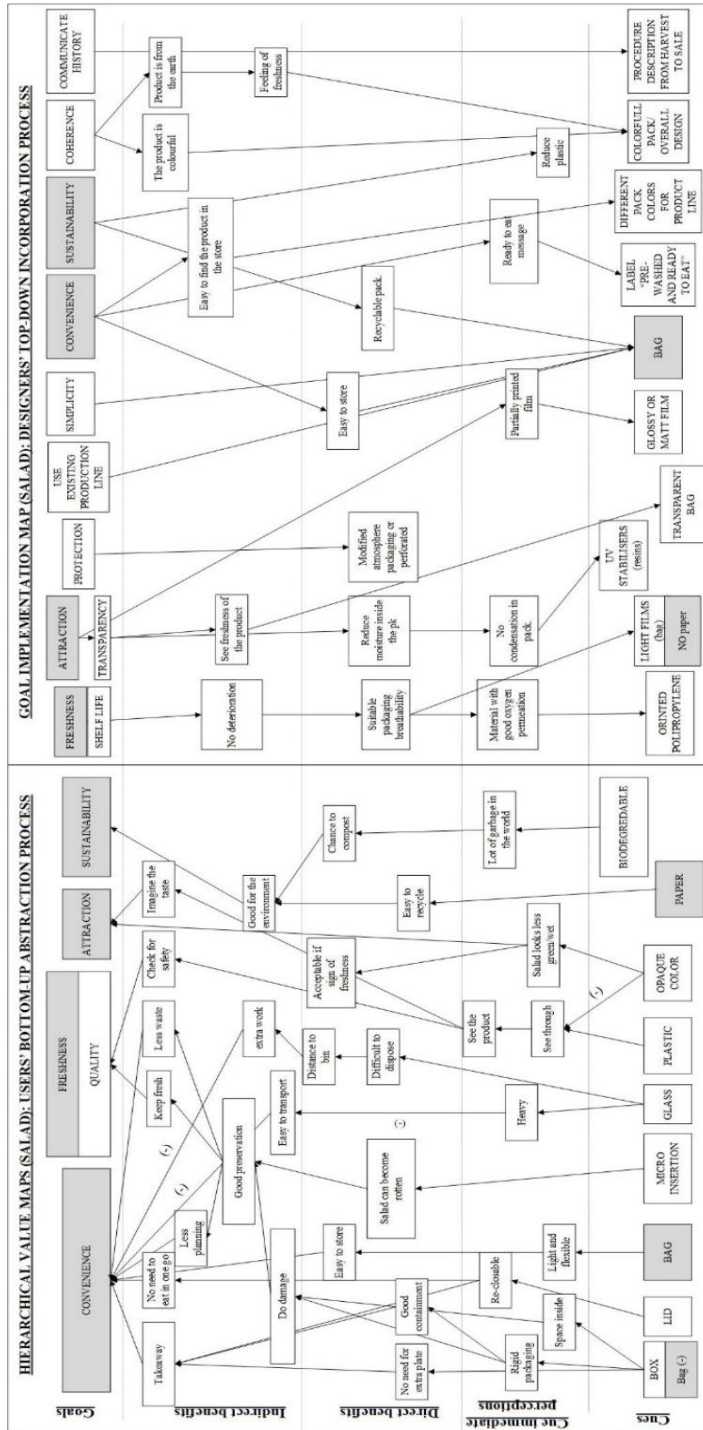 HIERARCHICAL VALUE MAPS (SALAD): USERS' BOTTOM-UP ABSTRACTION PROCESS
Goals
CONVENIENCE
FRESHNESS
QUALITY
ATTRACTION
SUSTAINABILITY
Indirect benefits
Takeaway
No need to
eat in one go
Less
planning
Keep fresh
Less waste
Check for
safety
Imagine the
taste
(-)
(-)
Do damage
Good preservation
Easy to transport
extra work
Good for the
environment
Direct benefits
No need for
extra plate
Good
containment
Easy to store
Salad can become
rotten
(-)
Distance to
bin
Difficult to
dispose
Acceptable if
sign of
freshness
Easy to
recycle
Chance to
compost
Cue immediate
perceptions
Rigid
packaging
Space inside
Re-closable
Light and
flexible
Heavy
See the
product
See through
(-)
Salad looks less
green/wet
Lot of garbage in
the world
Cues
BOX
Bag (-)
LID
BAG
MICRO
INSERTION
GLASS
PLASTIC
OPAQUE
COLOR
PAPER
BIODEGREDABLE
GOAL IMPLEMENTATION MAP (SALAD): DESIGNERS' TOP-DOWN INCORPORATION PROCESS
FRESHNESS
SHELF LIFE
ATTRACTION
TRANSPARENCY
PROTECTION
USE
EXISTING
PRODUCTION
LINE
SIMPLICITY
CONVENIENCE
SUSTAINABILITY
COHERENCE
COMMUNICATE
HISTORY
No deterioration
See freshness of
the product
Easy to find the product in
the store
The product is
colourful
Product is from
the earth
Feeling of
freshness
Suitable
packaging
breathability
Reduce
moisture inside
the pk
Modified
atmosphere
packaging or
perforated
Easy to store
Recyclable pack.
Material with
good oxygen
permeation
No
condensation in
pack.
Partially printed
film
Ready to eat
message
Reduce
plastic
ORINTED
POLIPROPYLENE
LIGHT FILMS
(bag)
NO paper
UV
STABILISERS
(resins)
TRANSPARENT
BAG
GLOSSY OR
MATT FILM
BAG
LABEL
"PRE-
WASHED
AND READY
TO EAT"
DIFFERENT
PACK COLORS
FOR
PRODUCT
LINE
COLORFULL
PACK/
OVERALL
DESIGN
PROCEDURE
DESCRIPTION
FROM HARVEST
TO SALE